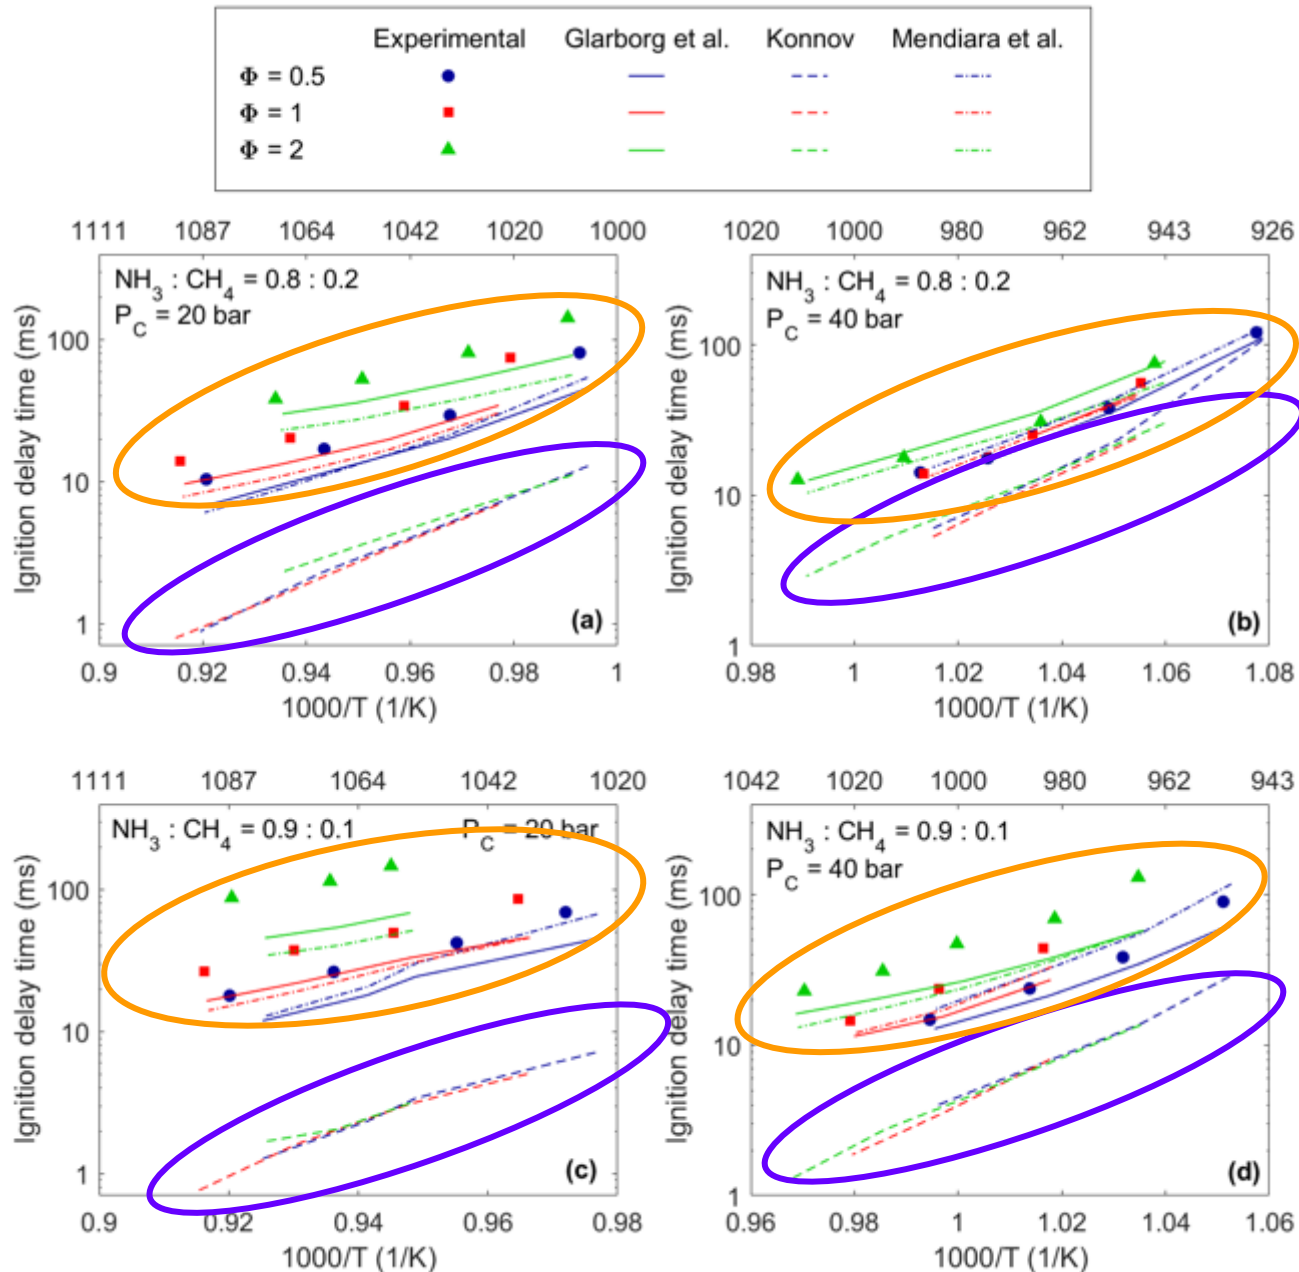 Experimental Glarborg et al. Konnov Mendiara et al.
Φ = 0.5
Φ = 1
Φ = 2
1111 1087 1064 1042 1020 1000
NH3 : CH4 = 0.8 : 0.2
PC = 20 bar
Ignition delay time (ms)
100
10
1
(a)
0.9 0.92 0.94 0.96 0.98 1
1000/T (1/K)
1020 1000 980 962 943 926
NH3 : CH4 = 0.8 : 0.2
PC = 40 bar
Ignition delay time (ms)
100
10
1
(b)
0.98 1 1.02 1.04 1.06 1.08
1000/T (1/K)
1111 1087 1064 1042 1020
NH3 : CH4 = 0.9 : 0.1 PC = 20 bar
Ignition delay time (ms)
100
10
1
(c)
0.9 0.92 0.94 0.96 0.98
1000/T (1/K)
1042 1020 1000 980 962 943
NH3 : CH4 = 0.9 : 0.1
PC = 40 bar
Ignition delay time (ms)
100
10
1
(d)
0.96 0.98 1 1.02 1.04 1.06
1000/T (1/K)